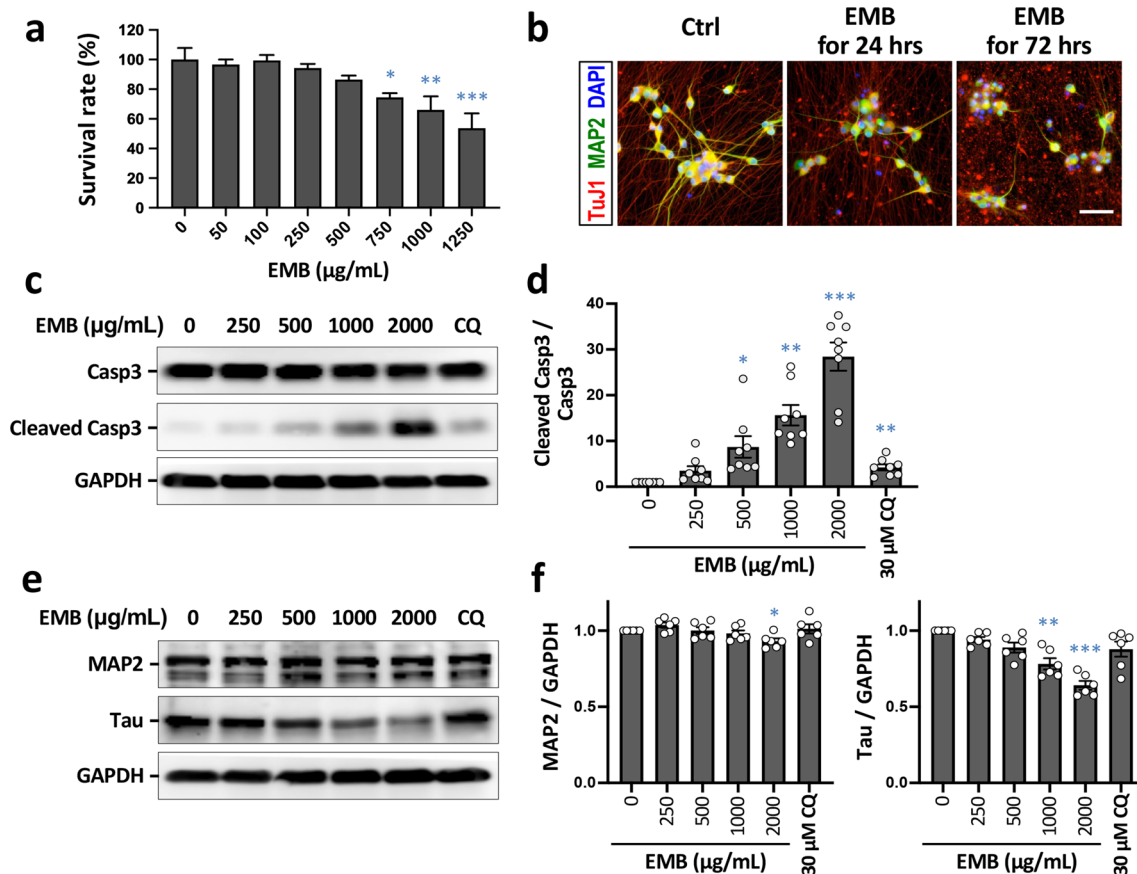 a
Survival rate (%)
120
100
80
60
40
20
0
* ** ***
0 50 100 250 500 750 1000 1250
EMB (µg/mL)
b
Ctrl
EMB
for 24 hrs
EMB
for 72 hrs
TuJ1 MAP2 DAPI
c
EMB (µg/mL) 0 250 500 1000 2000 CQ
Casp3
Cleaved Casp3
GAPDH
d
Cleaved Casp3 /
Casp3
40
30
20
10
0
* ** *** **
0 250 500 1000 2000 30 µM CQ
EMB (µg/mL)
e
EMB (µg/mL) 0 250 500 1000 2000 CQ
MAP2
Tau
GAPDH
f
MAP2 / GAPDH
1.0
0.5
0.0
*
0 250 500 1000 2000 30 µM CQ
EMB (µg/mL)
Tau / GAPDH
1.0
0.5
0.0
** ***
0 250 500 1000 2000 30 µM CQ
EMB (µg/mL)